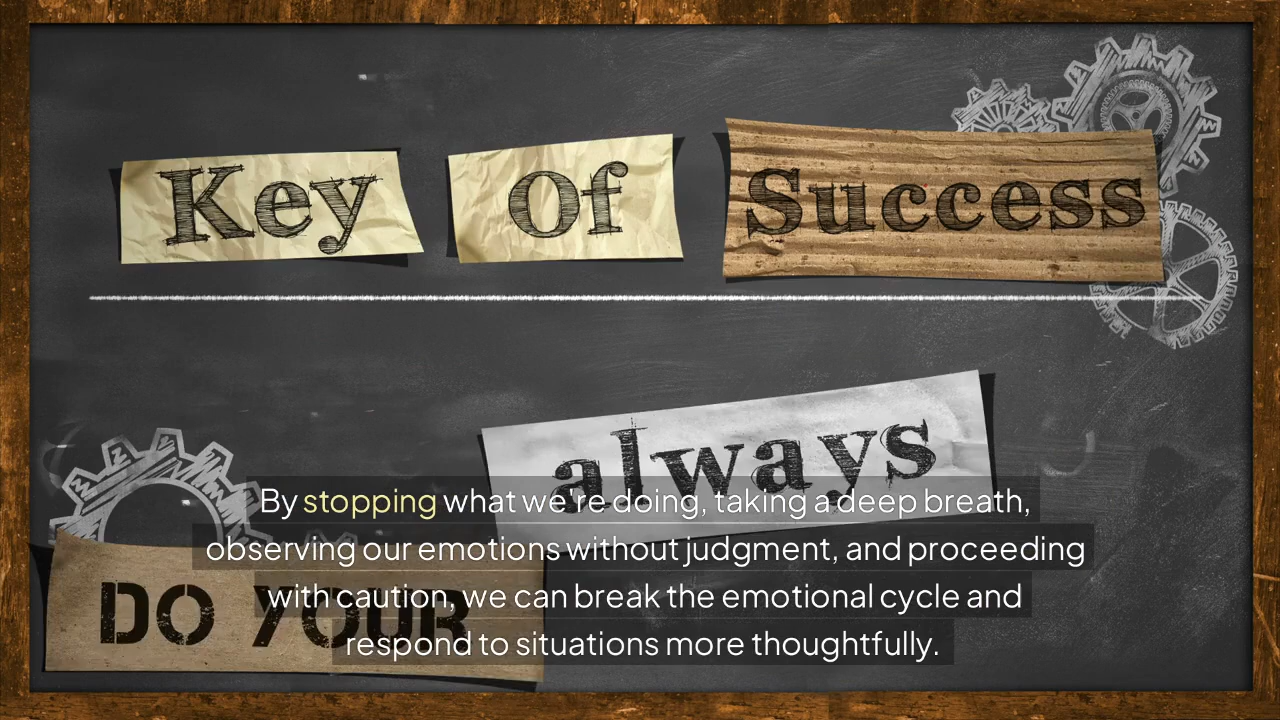 Key Of Success
always
By stopping what we're doing, taking a deep breath,
observing our emotions without judgment, and proceeding
with caution, we can break the emotional cycle and
respond to situations more thoughtfully.
DO YOUR